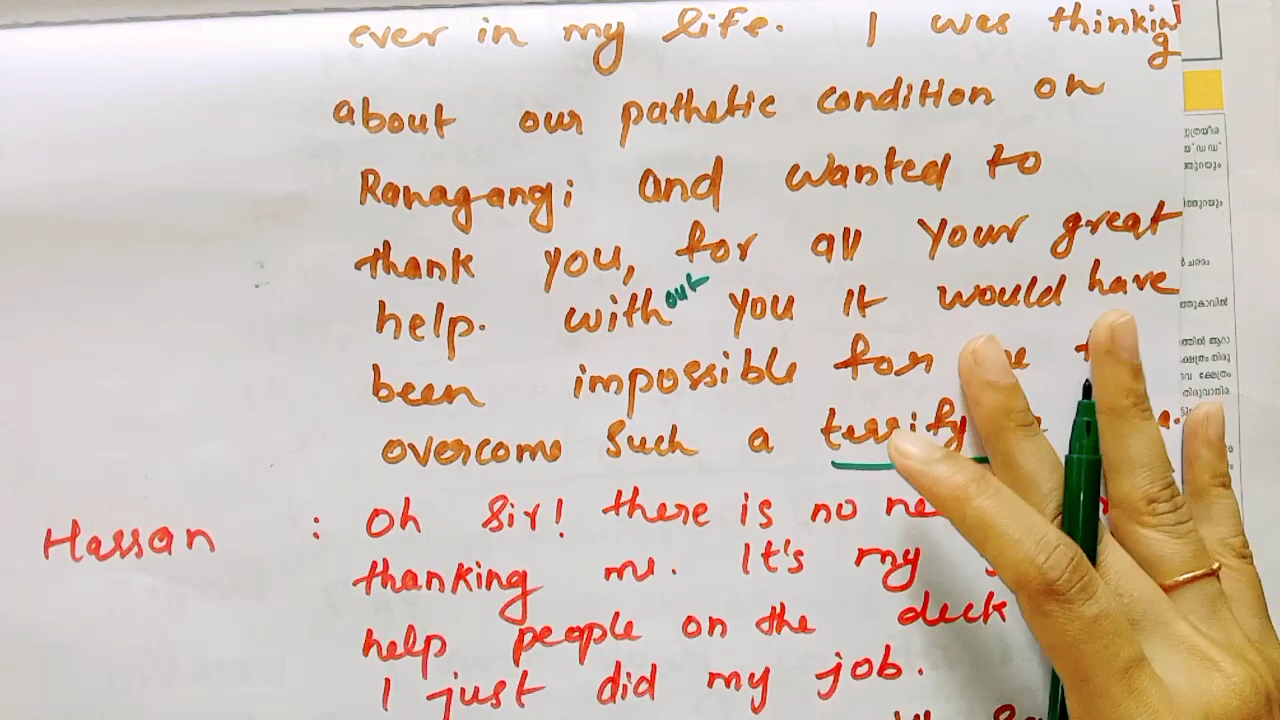 ever in my life. I was thinking
about our pathetic condition on
Ranagangi and wanted to
thank you, for all your great
help. without you it would have
been impossible for
overcome such a terrify
Hassan : Oh Sir! there is no
thanking me. It's my
help people on the deck
I just did my job.